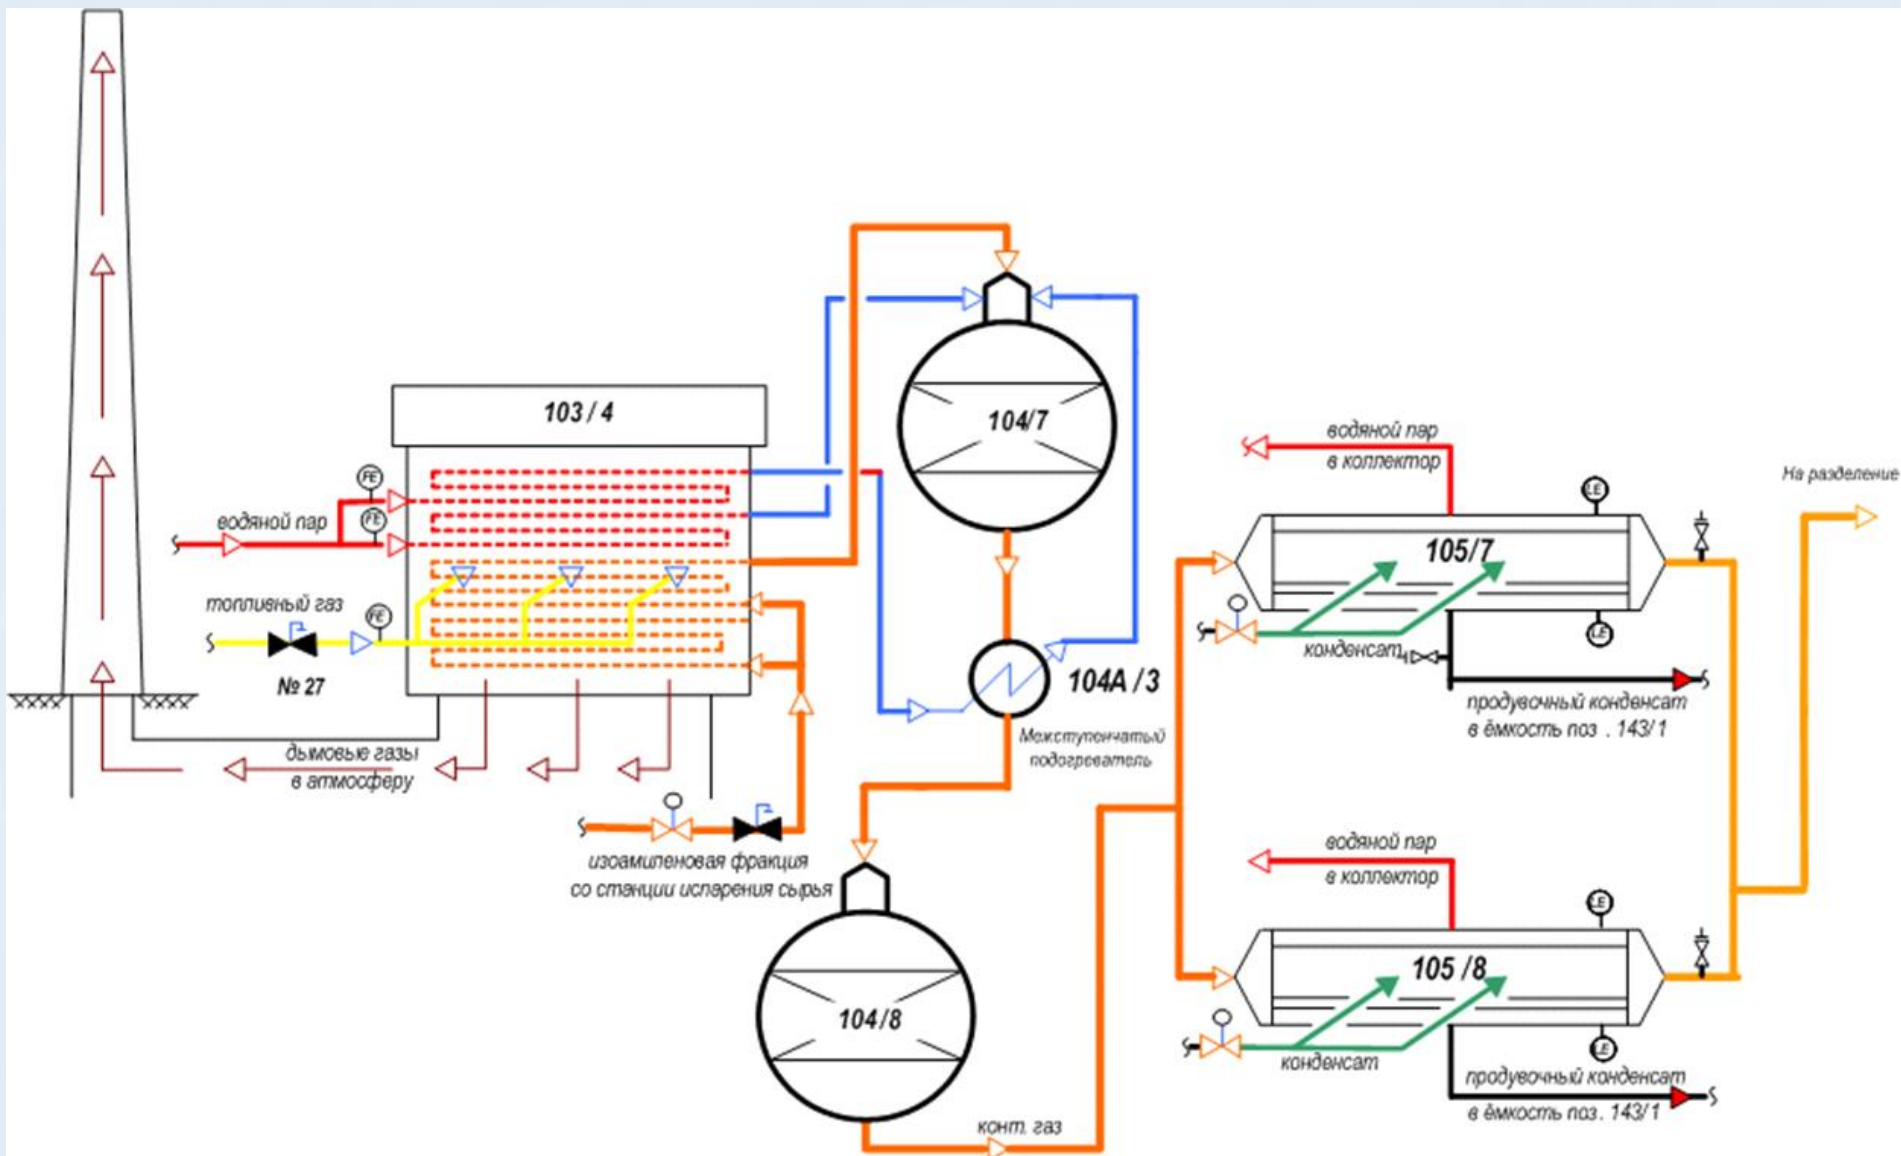 103 / 4
FE
FE
водяной пар
топливный газ
FE
№ 27
дымовые газы
в атмосферу
изоамиленовая фракция
со станции испарения сырья
104/7
104А / 3
Межступенчатый
подогреватель
104 / 8
конт. газ
водяной пар
в коллектор
LE
105/7
LE
конденсат
продувочный конденсат
в ёмкость поз . 143/1
На разделение
водяной пар
в коллектор
LE
105 /8
LE
конденсат
продувочный конденсат
в ёмкость поз . 143/1